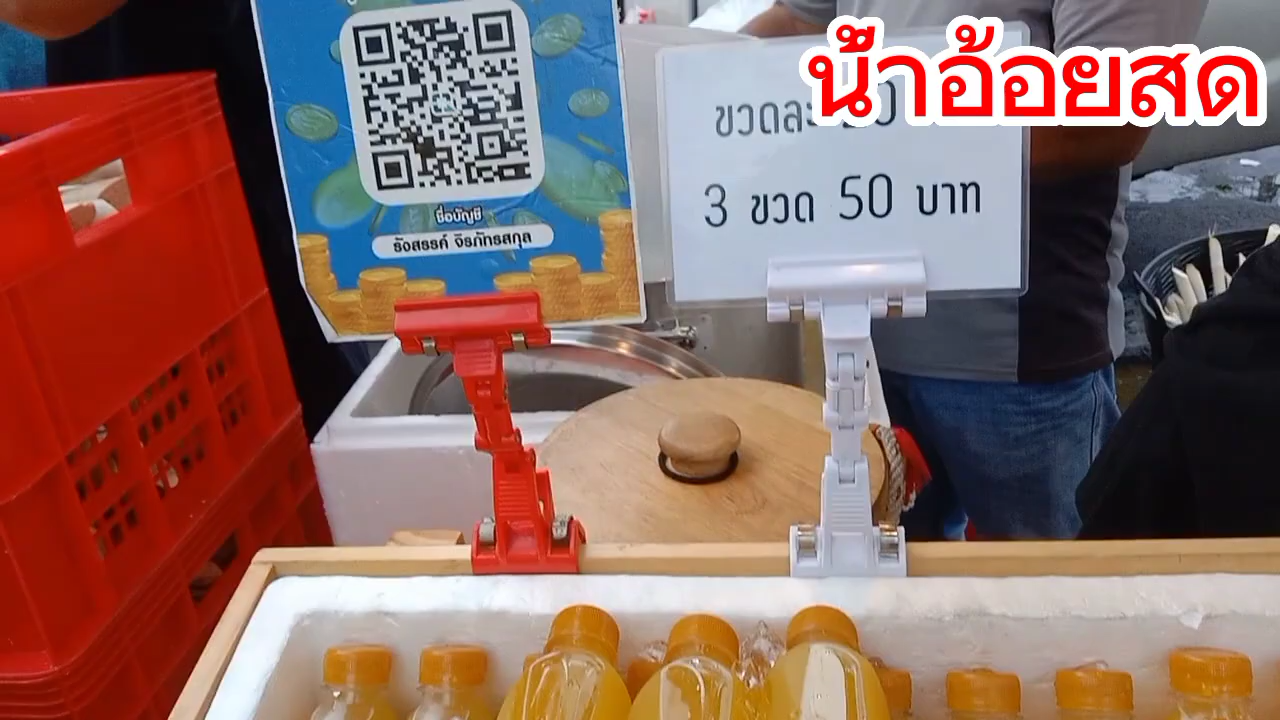 น้ำอ้อยสด
ขวดละ 20
3 ขวด 50 บาท
ชื่อบัญชี
รังสรรค์ จิรภัทรสกุล